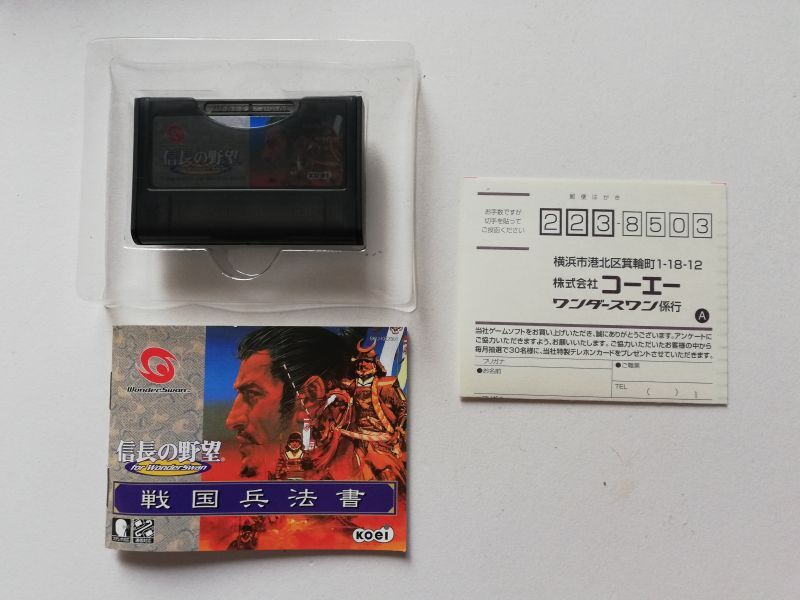 信長の野望
KOEI
WonderSwan
信長の野望
for WonderSwan
戦国兵法書
KOEI
郵便はがき
お手数ですが
切手を貼って
ご投函ください
223-8503
横浜市港北区箕輪町1-18-12
株式会社 コーエー
ワンダースワン係行
A
当社ゲームソフトをお買い上げいただき、誠にありがとうございます。アンケートに
ご協力いただきますよう、お願いいたします。ご協力いただいたお客様の中から
毎月抽選で30名様に、当社特製テレホンカードをプレゼントさせていただきます。
フリガナ
●お名前
●ご職業
TEL ( )